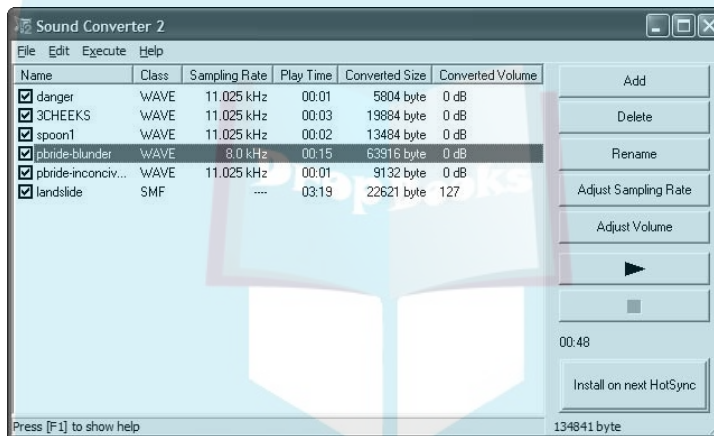 Sound Converter 2
File Edit Execute Help
Name Class Sampling Rate Play Time Converted Size Converted Volume
danger WAVE 11.025 kHz 00:01 5804 byte 0 dB
3CHEEKS WAVE 11.025 kHz 00:03 19884 byte 0 dB
spoon1 WAVE 11.025 kHz 00:02 13484 byte 0 dB
pbride-blunder WAVE 8.0 kHz 00:15 63916 byte 0 dB
pbride-inconciv... WAVE 11.025 kHz 00:01 9132 byte 0 dB
landslide SMF ---- 03:19 22621 byte 127
Add
Delete
Rename
Adjust Sampling Rate
Adjust Volume
00:48
Install on next HotSync
Press [F1] to show help 134841 byte
DropBooks